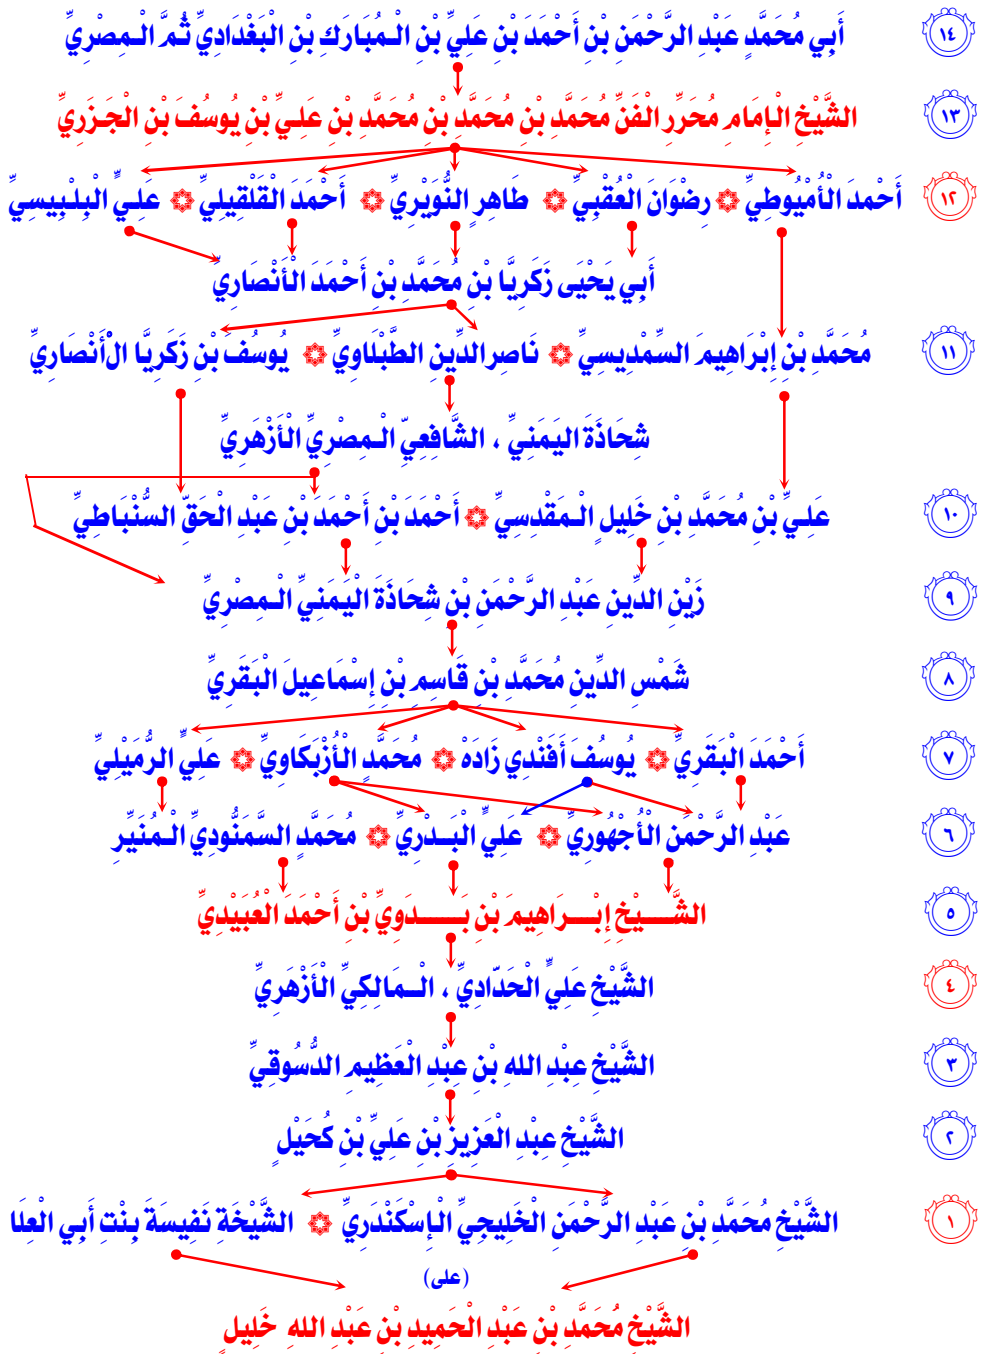 أَبِي مُحَمَّدٍ عَبْدِ الرَّحْمَنِ بْنِ أَحْمَدَ بْنِ عَلِيِّ بْنِ الْمُبَارَكِ بْنِ الْبَغْدَادِيِّ ثُمَّ الْمِصْرِيِّ ١٤
الشَّيْخِ الْإِمَامِ مُحَرِّرِ الْفَنِّ مُحَمَّدِ بْنِ مُحَمَّدِ بْنِ مُحَمَّدِ بْنِ عَلِيِّ بْنِ يُوسُفَ بْنِ الْجَزَرِيِّ ١٣
أَحْمَدَ الْأُمْيُوطِيِّ ۞ رِضْوَانَ الْعُقْبِيِّ ۞ طَاهِرٍ النُّوَيْرِيِّ ۞ أَحْمَدَ الْقَلْقِيلِيِّ ۞ عَلِيٍّ الْبِلْبِيسِيِّ ١٢
أَبِي يَحْيَى زَكَرِيَّا بْنِ مُحَمَّدِ بْنِ أَحْمَدَ الْأَنْصَارِيِّ
مُحَمَّدِ بْنِ إِبْرَاهِيمَ السِّمْدِيسِيِّ ۞ نَاصِرِ الدِّينِ الطَّبْلَاوِيِّ ۞ يُوسُفَ بْنِ زَكَرِيَّا الْأَنْصَارِيِّ ١١
شِحَاذَةَ اليَمَنِيِّ ، الشَّافِعِيِّ الْمِصْرِيِّ الْأَزْهَرِيِّ
عَلِيِّ بْنِ مُحَمَّدِ بْنِ خَلِيلٍ الْمَقْدِسِيِّ ۞ أَحْمَدَ بْنِ أَحْمَدَ بْنِ عَبْدِ الْحَقِّ السُّنْبَاطِيِّ ١٠
زَيْنِ الدِّينِ عَبْدِ الرَّحْمَنِ بْنِ شِحَاذَةَ الْيَمَنِيِّ الْمِصْرِيِّ ٩
شَمْسِ الدِّينِ مُحَمَّدِ بْنِ قَاسِمِ بْنِ إِسْمَاعِيلَ الْبَقَرِيِّ ٨
أَحْمَدَ الْبَقَرِيِّ ۞ يُوسُفَ أَفَنْدِي زَادَهْ ۞ مُحَمَّدٍ الْأُزْبَكَاوِيِّ ۞ عَلِيٍّ الرُّمَيْلِيِّ ٧
عَبْدِ الرَّحْمَنِ الْأُجْهُورِيِّ ۞ عَلِيٍّ الْبَدْرِيِّ ۞ مُحَمَّدٍ السَّمَنُّودِيِّ الْمُنَيِّرِ ٦
الشَّيْخِ إِبْرَاهِيمَ بْنِ بَدَوِيِّ بْنِ أَحْمَدَ الْعُبَيْدِيِّ ٥
الشَّيْخِ عَلِيٍّ الْحَدَّادِيِّ ، الْمَالِكِيِّ الْأَزْهَرِيِّ ٤
الشَّيْخِ عَبْدِ اللهِ بْنِ عَبْدِ الْعَظِيمِ الدُّسُوقِيِّ ٣
الشَّيْخِ عَبْدِ الْعَزِيزِ بْنِ عَلِيِّ بْنِ كُحَيْلٍ ٢
الشَّيْخِ مُحَمَّدِ بْنِ عَبْدِ الرَّحْمَنِ الْخَلِيجِيِّ الْإِسْكَنْدَرِيِّ ۞ الشَّيْخَةِ نَفِيسَةَ بِنْتِ أَبِي الْعِلَا ١
(على)
الشَّيْخِ مُحَمَّدِ بْنِ عَبْدِ الْحَمِيدِ بْنِ عَبْدِ اللهِ خَلِيلٍ